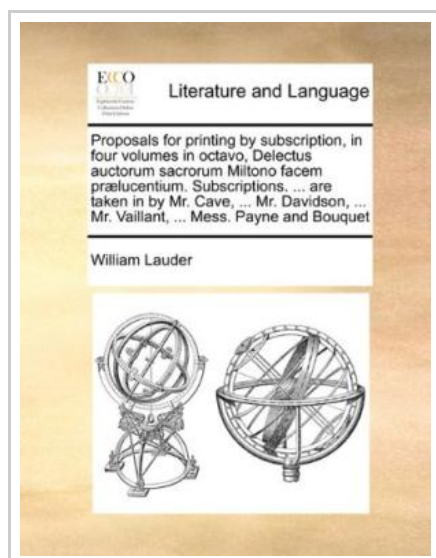 ECCO
Literature and Language
Proposals for printing by subscription, in
four volumes in octavo, Delectus
auctorum sacrorum Miltono facem
prælucentium. Subscriptions. ... are
taken in by Mr. Cave, ... Mr. Davidson, ...
Mr. Vaillant, ... Mess. Payne and Bouquet
William Lauder